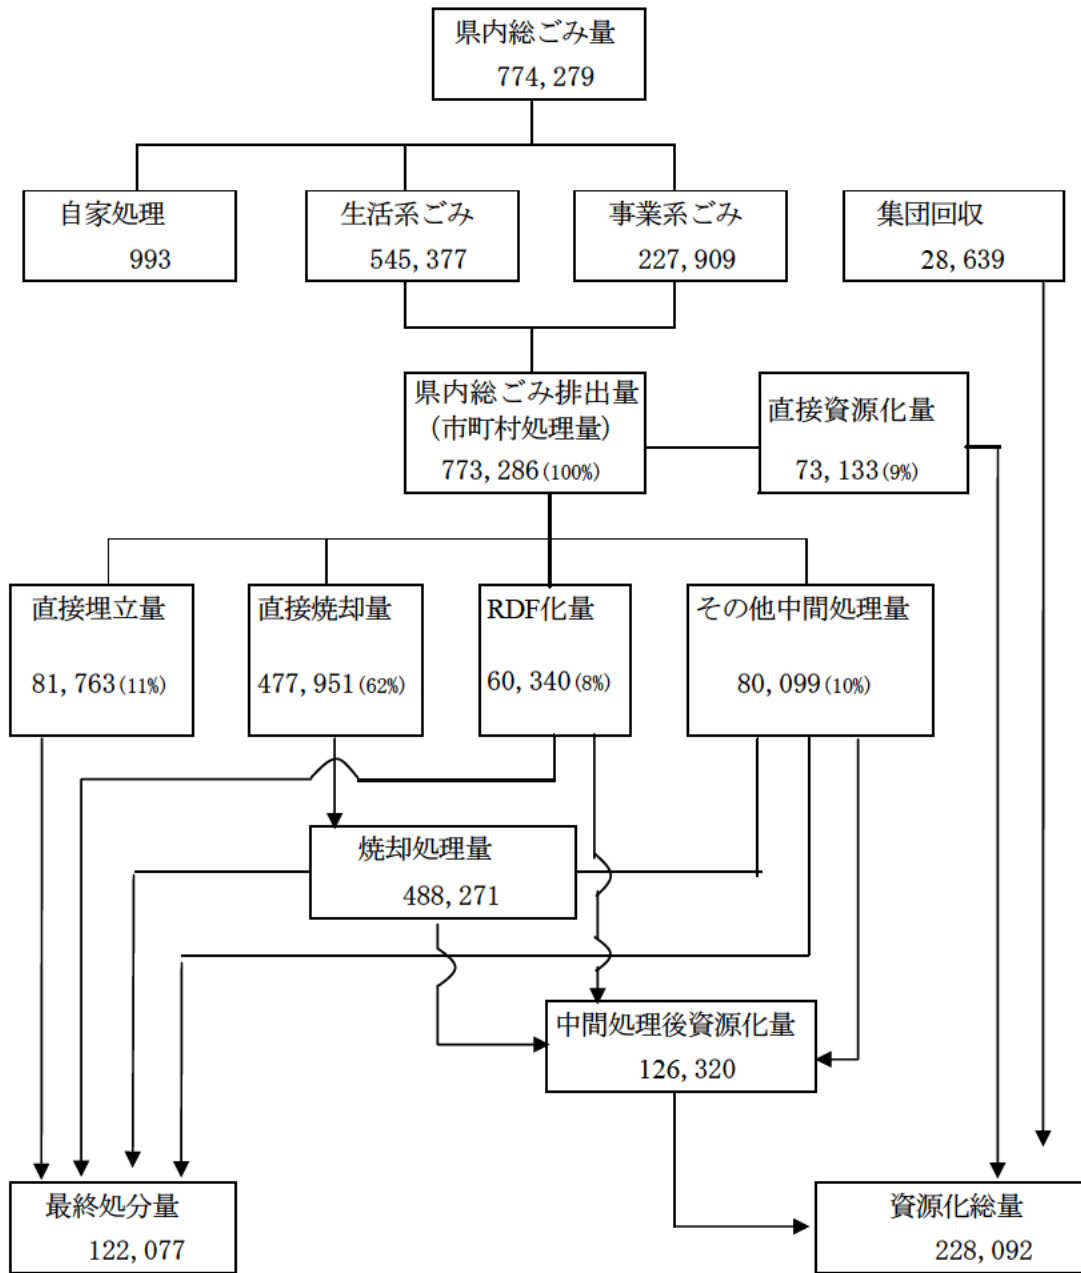 県内総ごみ量
774,279
自家処理
993
生活系ごみ
545,377
事業系ごみ
227,909
集団回収
28,639
県内総ごみ排出量
(市町村処理量)
773,286(100%)
直接資源化量
73,133(9%)
直接埋立量
81,763(11%)
直接焼却量
477,951(62%)
RDF化量
60,340(8%)
その他中間処理量
80,099(10%)
焼却処理量
488,271
中間処理後資源化量
126,320
最終処分量
122,077
資源化総量
228,092